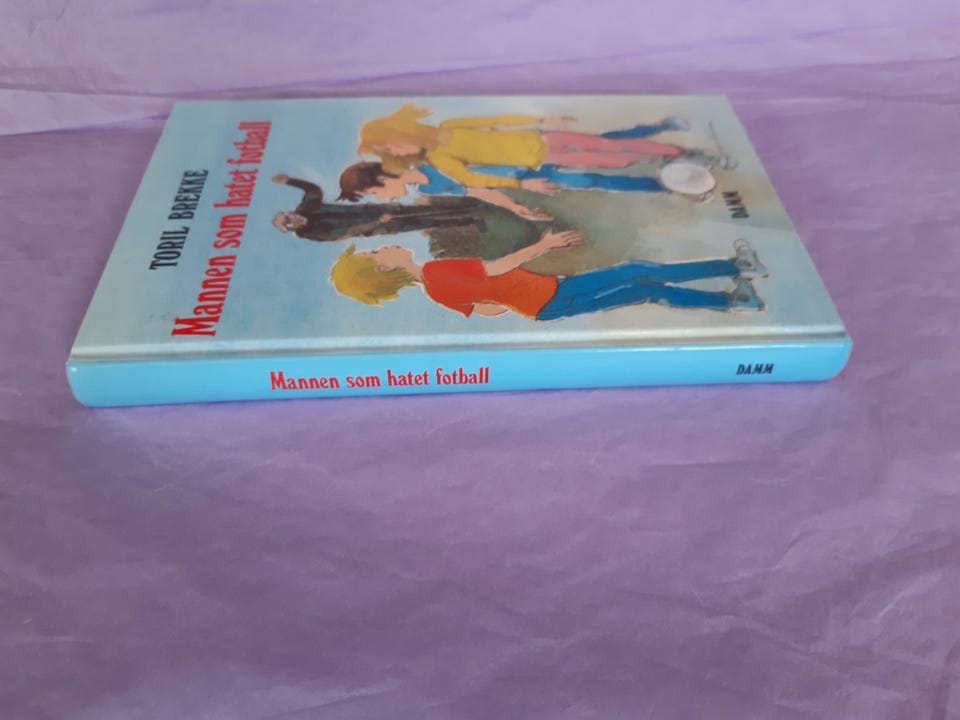 TORIL BREKKE
Mannen som hatet fotball
DAMM
Mannen som hatet fotball
DAMM